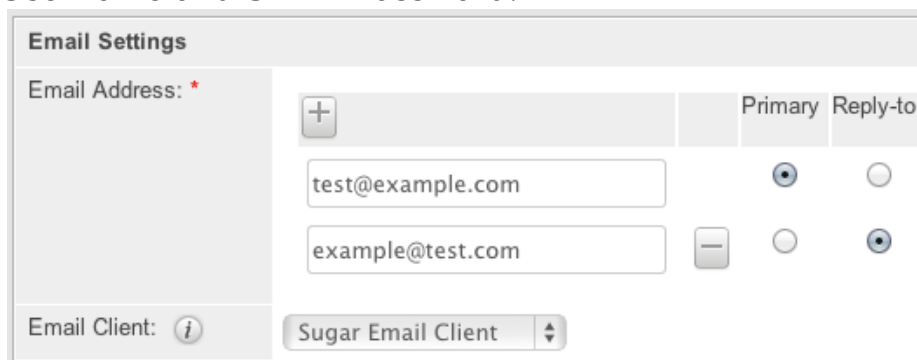 Email Settings
Email Address: *
Primary Reply-to
test@example.com
example@test.com
Email Client: i
Sugar Email Client